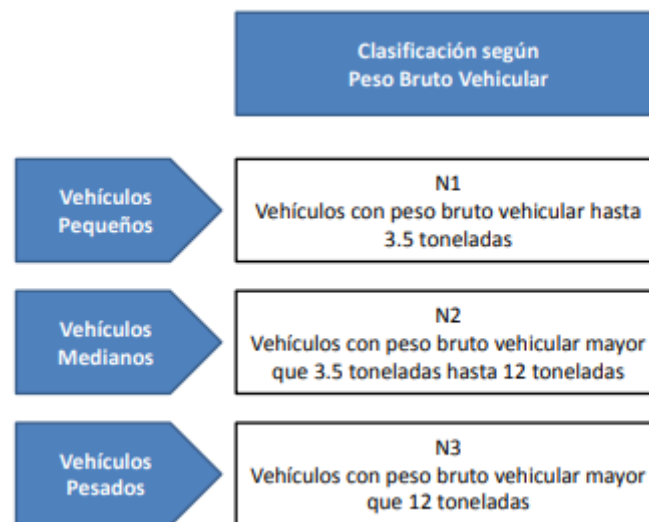 Clasificación según
Peso Bruto Vehicular
Vehículos
Pequeños
N1
Vehículos con peso bruto vehicular hasta
3.5 toneladas
Vehículos
Medianos
N2
Vehículos con peso bruto vehicular mayor
que 3.5 toneladas hasta 12 toneladas
Vehículos
Pesados
N3
Vehículos con peso bruto vehicular mayor
que 12 toneladas